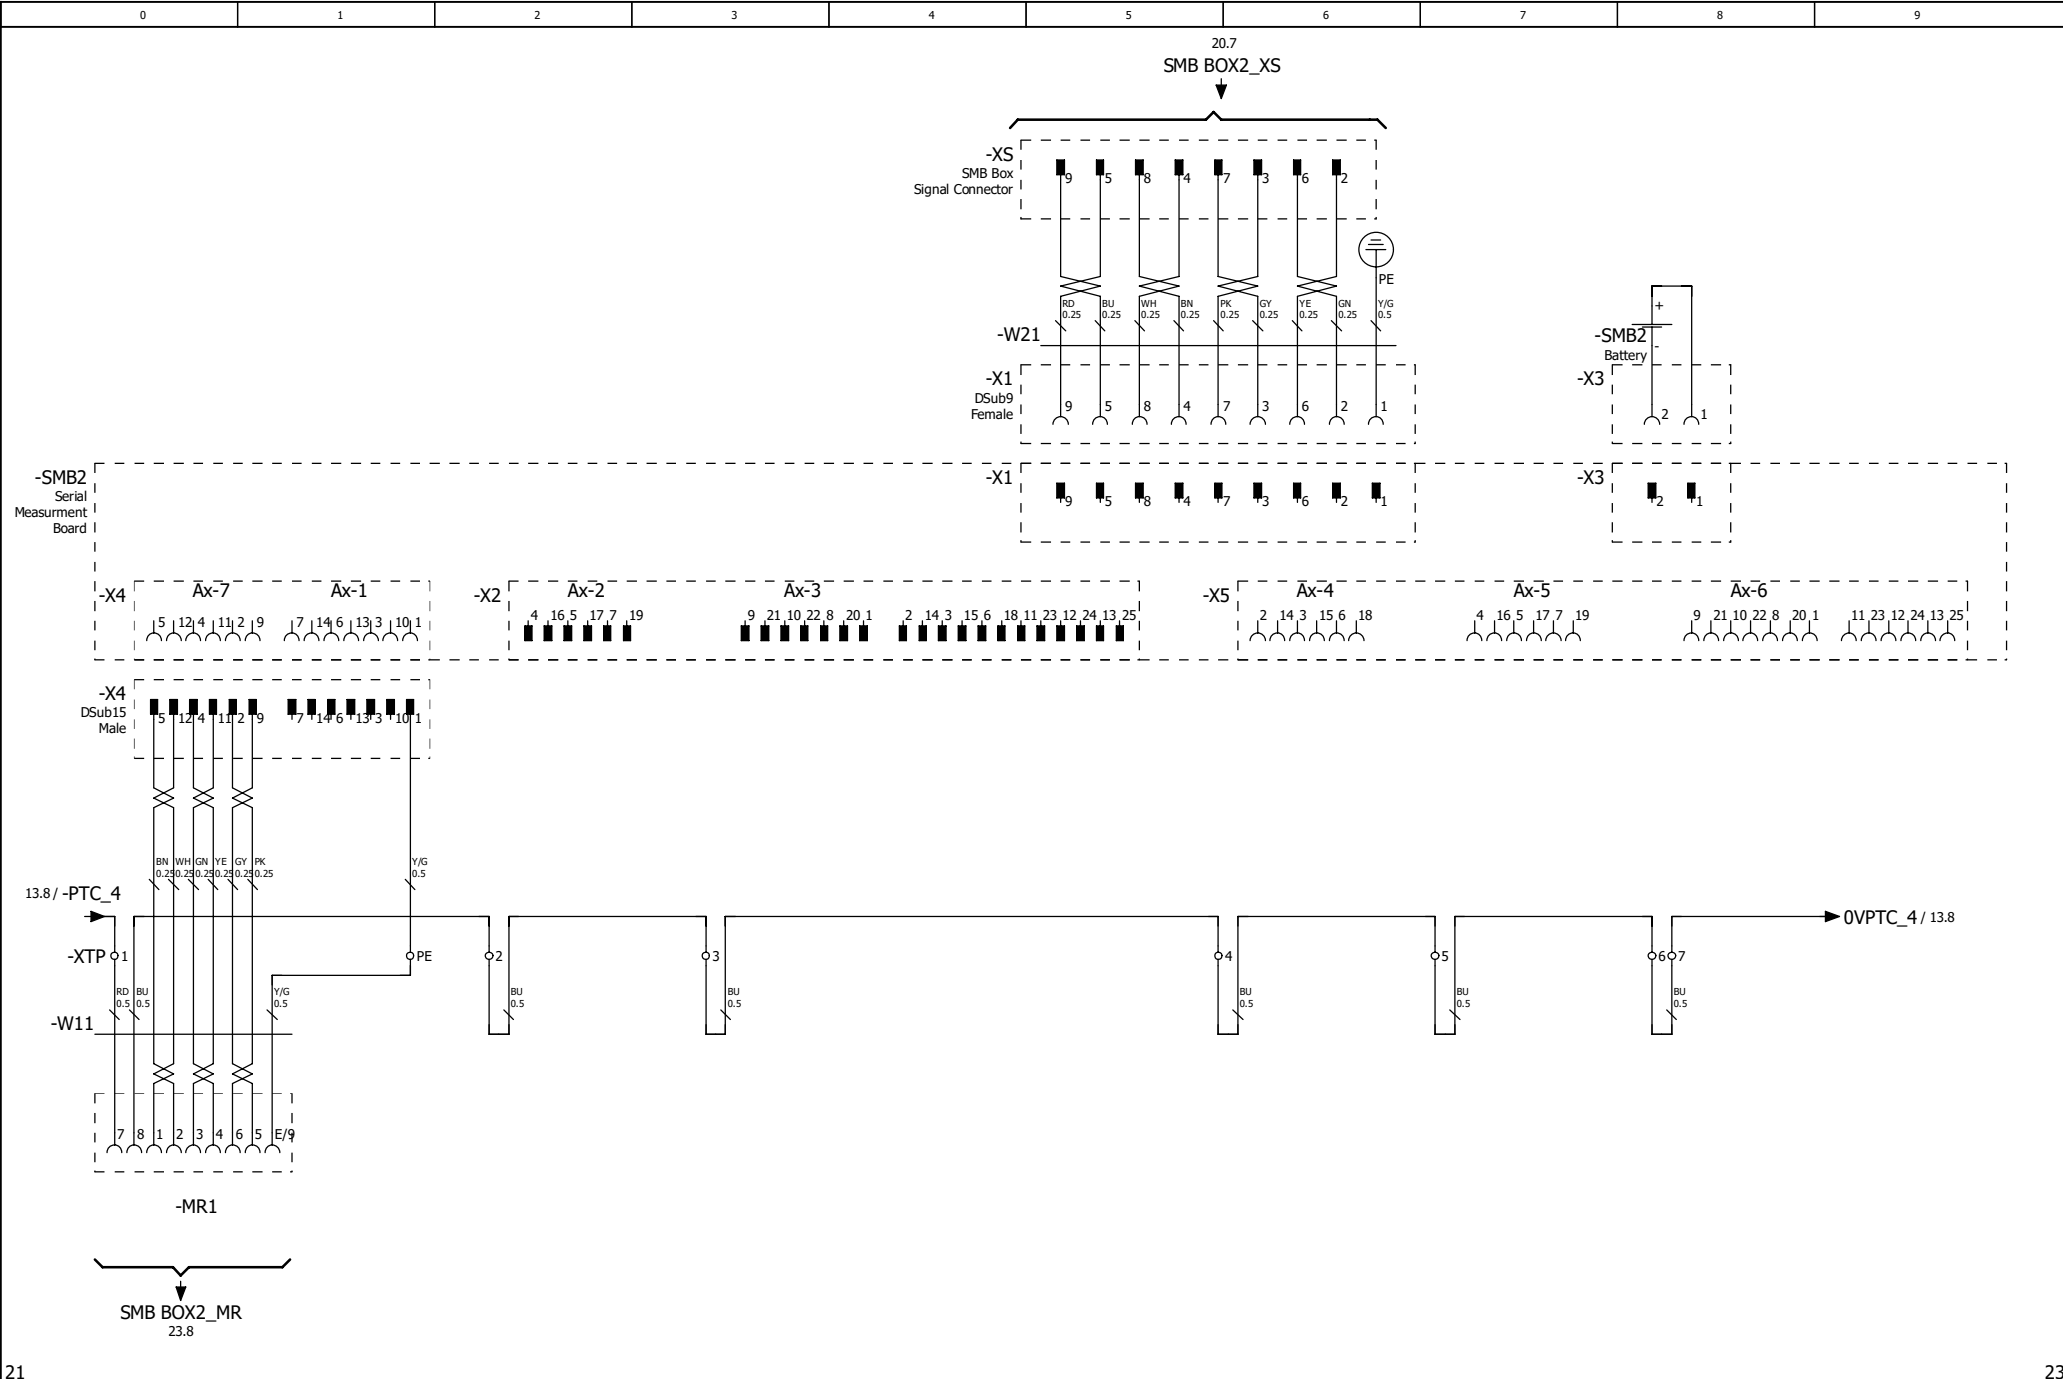 0 1 2 3 4 5 6 7 8 9
20.7
SMB BOX2_XS
-XS
SMB Box
Signal Connector
9 5 8 4 7 3 6 2
PE
RD BU WH BN PK GY YE GN Y/G
0.25 0.25 0.25 0.25 0.25 0.25 0.25 0.25 0.5
-W21
+
-SMB2
-
Battery
-X1
DSub9
Female
9 5 8 4 7 3 6 2 1
-X3
2 1
-SMB2
Serial
Measurment
Board
-X1
9 5 8 4 7 3 6 2 1
-X3
2 1
-X4 Ax-7 Ax-1
5 12 4 11 2 9 7 14 6 13 3 10 1
-X2 Ax-2 Ax-3
4 16 5 17 7 19 9 21 10 22 8 20 1 2 14 3 15 6 18 11 23 12 24 13 25
-X5 Ax-4 Ax-5 Ax-6
2 14 3 15 6 18 4 16 5 17 7 19 9 21 10 22 8 20 1 11 23 12 24 13 25
-X4
DSub15
Male
5 12 4 11 2 9 7 14 6 13 3 10 1
BN WH GN YE GY PK Y/G
0.25 0.25 0.25 0.25 0.25 0.25 0.5
13.8 / -PTC_4
0VPTC_4 / 13.8
-XTP 1 PE 2 3 4 5 6 7
RD BU Y/G BU BU BU BU BU
0.5 0.5 0.5 0.5 0.5 0.5 0.5 0.5
-W11
7 8 1 2 3 4 6 5 E/9
-MR1
SMB BOX2_MR
23.8
21 23